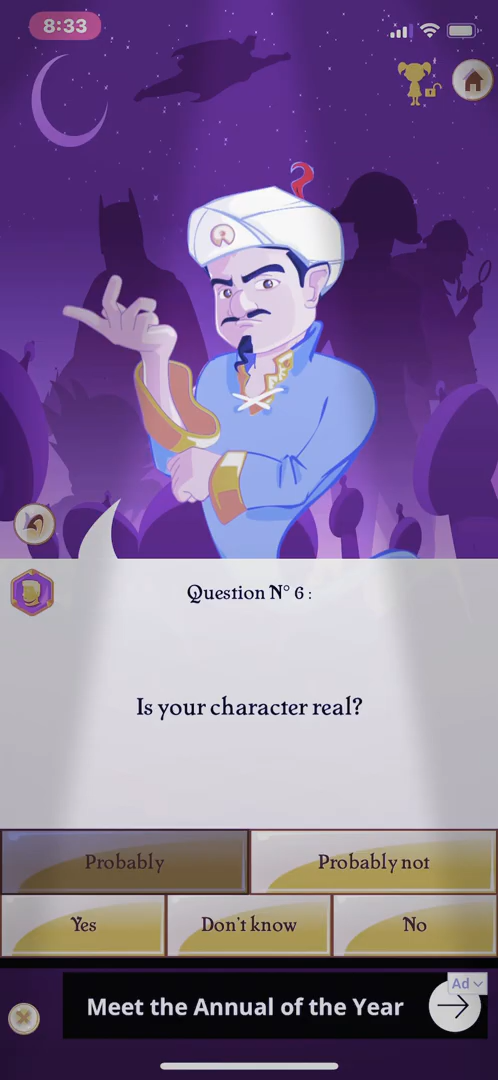 8:33
Question N° 6 :
Is your character real?
Probably
Probably not
Yes
Don't know
No
Ad
Meet the Annual of the Year